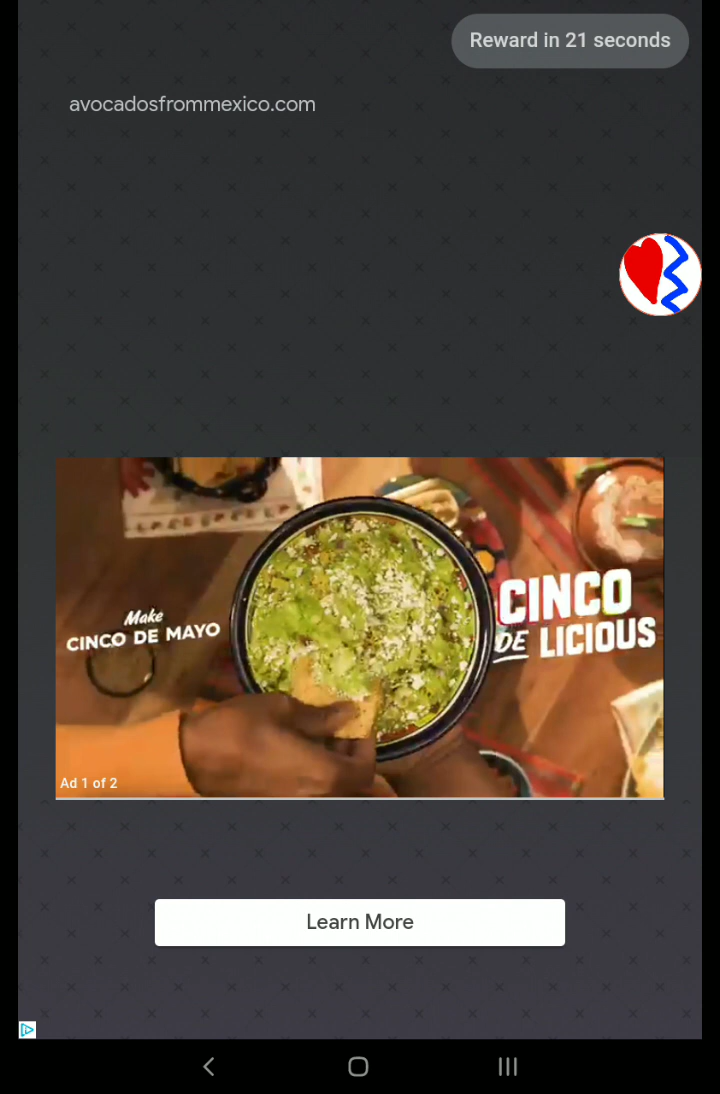 Reward in 21 seconds
avocadosfrommexico.com
Make
CINCO DE MAYO
CINCO
DE LICIOUS
Ad 1 of 2
Learn More